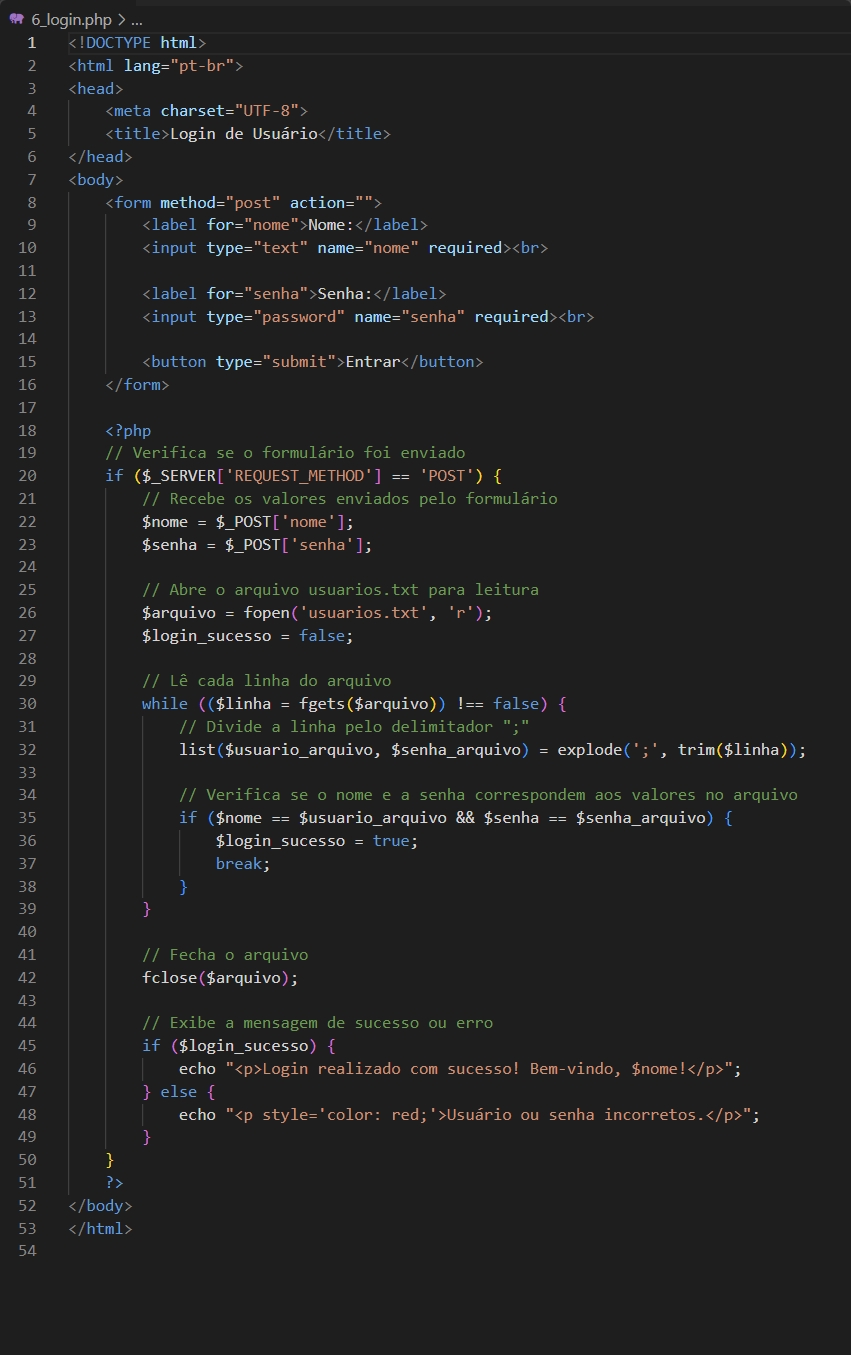 6_login.php > ...
1 <!DOCTYPE html>
2 <html lang="pt-br">
3 <head>
4     <meta charset="UTF-8">
5     <title>Login de Usuário</title>
6 </head>
7 <body>
8     <form method="post" action="">
9         <label for="nome">Nome:</label>
10         <input type="text" name="nome" required><br>
11
12         <label for="senha">Senha:</label>
13         <input type="password" name="senha" required><br>
14
15         <button type="submit">Entrar</button>
16     </form>
17
18     <?php
19     // Verifica se o formulário foi enviado
20     if ($_SERVER['REQUEST_METHOD'] == 'POST') {
21         // Recebe os valores enviados pelo formulário
22         $nome = $_POST['nome'];
23         $senha = $_POST['senha'];
24
25         // Abre o arquivo usuarios.txt para leitura
26         $arquivo = fopen('usuarios.txt', 'r');
27         $login_sucesso = false;
28
29         // Lê cada linha do arquivo
30         while (($linha = fgets($arquivo)) !== false) {
31             // Divide a linha pelo delimitador ";"
32             list($usuario_arquivo, $senha_arquivo) = explode(';', trim($linha));
33
34             // Verifica se o nome e a senha correspondem aos valores no arquivo
35             if ($nome == $usuario_arquivo && $senha == $senha_arquivo) {
36                 $login_sucesso = true;
37                 break;
38             }
39         }
40
41         // Fecha o arquivo
42         fclose($arquivo);
43
44         // Exibe a mensagem de sucesso ou erro
45         if ($login_sucesso) {
46             echo "<p>Login realizado com sucesso! Bem-vindo, $nome!</p>";
47         } else {
48             echo "<p style='color: red;'>Usuário ou senha incorretos.</p>";
49         }
50     }
51     ?>
52 </body>
53 </html>
54